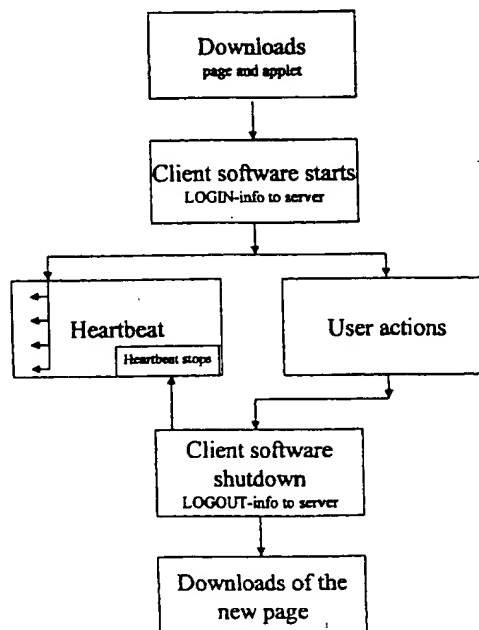 Downloads
page and applet
Client software starts
LOGIN-info to server
Heartbeat
Heartbeat stops
User actions
Client software
shutdown
LOGOUT-info to server
Downloads of the
new page